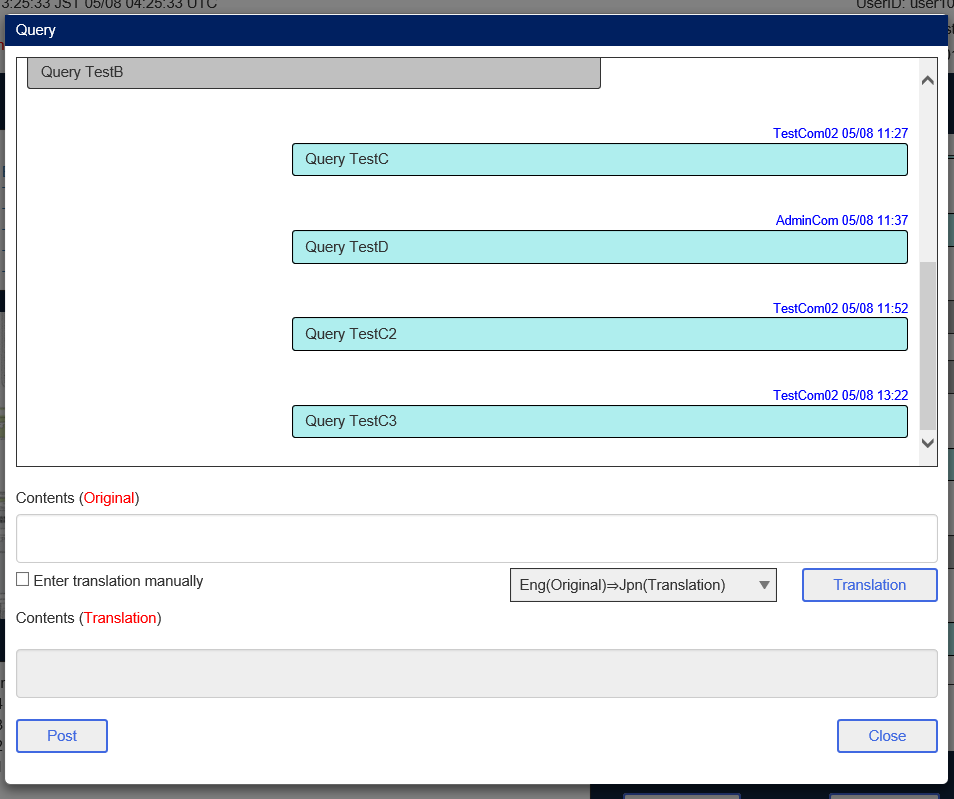 3:25:33 JST 05/08 04:25:33 UTC
UserID: user10
Query
Query TestB
TestCom02 05/08 11:27
Query TestC
AdminCom 05/08 11:37
Query TestD
TestCom02 05/08 11:52
Query TestC2
TestCom02 05/08 13:22
Query TestC3
Contents (Original)
Enter translation manually
Eng(Original)⇒Jpn(Translation)
Translation
Contents (Translation)
Post
Close